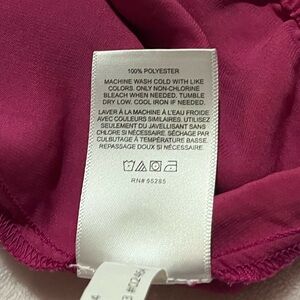 100% POLYESTER
MACHINE WASH COLD WITH LIKE
COLORS. ONLY NON-CHLORINE
BLEACH WHEN NEEDED. TUMBLE
DRY LOW. COOL IRON IF NEEDED.
LAVER À LA MACHINE À L'EAU FROIDE
AVEC COULEURS SIMILAIRES. UTILISEZ
SEULEMENT DU JAVELLISANT SANS
CHLORE SI NÉCESSAIRE. SÉCHAGE PAR
CULBUTAGE À TEMPÉRATURE BASSE.
REPASSAGE DOUX SI NÉCESSAIRE.
RN# 55285